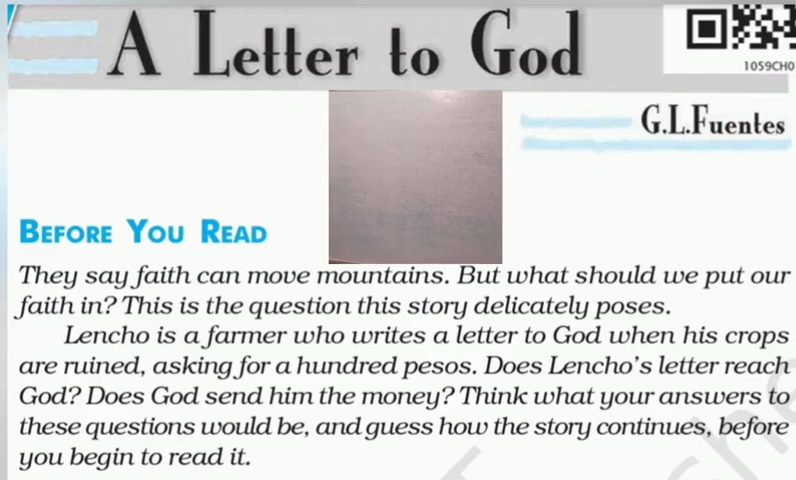 A Letter to God
1059CH0
G.L.Fuentes
BEFORE YOU READ
They say faith can move mountains. But what should we put our
faith in? This is the question this story delicately poses.
Lencho is a farmer who writes a letter to God when his crops
are ruined, asking for a hundred pesos. Does Lencho's letter reach
God? Does God send him the money? Think what your answers to
these questions would be, and guess how the story continues, before
you begin to read it.